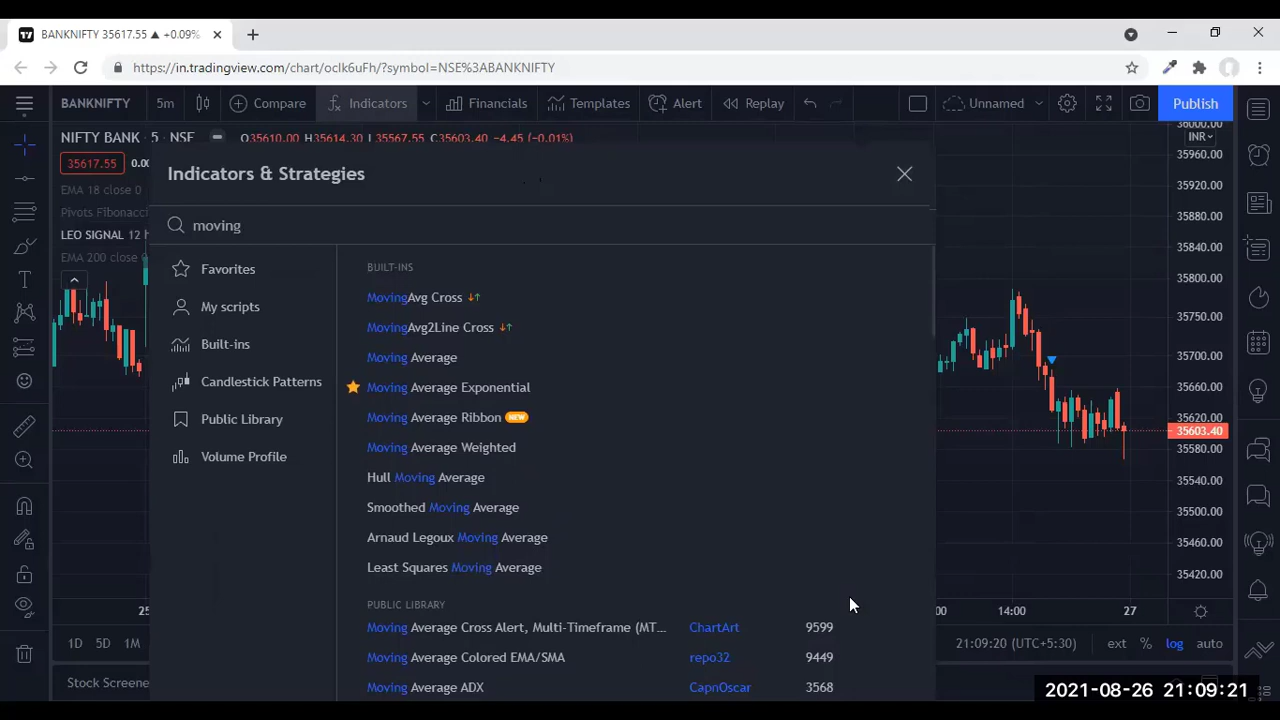 BANKNIFTY 35617.55 ▲ +0.09%
https://in.tradingview.com/chart/ocIk6uFh/?symbol=NSE%3ABANKNIFTY
BANKNIFTY 5m Compare Indicators Financials Templates Alert Replay Unnamed Publish
NIFTY BANK · 5 · NSE O35610.00 H35614.30 L35567.55 C35603.40 -4.45 (-0.01%)
36000.00
INR
35617.55 0.00
EMA 18 close 0
Pivots Fibonacci
LEO SIGNAL 12 h
EMA 200 close 0
Indicators & Strategies
moving
Favorites
My scripts
Built-ins
Candlestick Patterns
Public Library
Volume Profile
BUILT-INS
MovingAvg Cross
MovingAvg2Line Cross
Moving Average
Moving Average Exponential
Moving Average Ribbon NEW
Moving Average Weighted
Hull Moving Average
Smoothed Moving Average
Arnaud Legoux Moving Average
Least Squares Moving Average
PUBLIC LIBRARY
Moving Average Cross Alert, Multi-Timeframe (MT... ChartArt 9599
Moving Average Colored EMA/SMA repo32 9449
Moving Average ADX CapnOscar 3568
35960.00
35920.00
35880.00
35840.00
35800.00
35750.00
35700.00
35660.00
35620.00
35603.40
35580.00
35540.00
35500.00
35460.00
35420.00
25 :00 14:00 27
1D 5D 1M 21:09:20 (UTC+5:30) ext % log auto
Stock Screene
2021-08-26 21:09:21